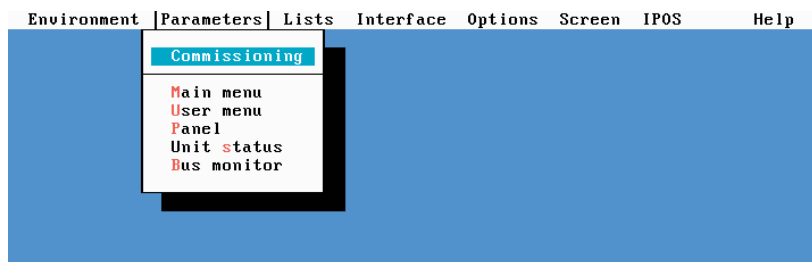 Environment Parameters Lists Interface Options Screen IPOS Help
Commissioning
Main menu
User menu
Panel
Unit status
Bus monitor